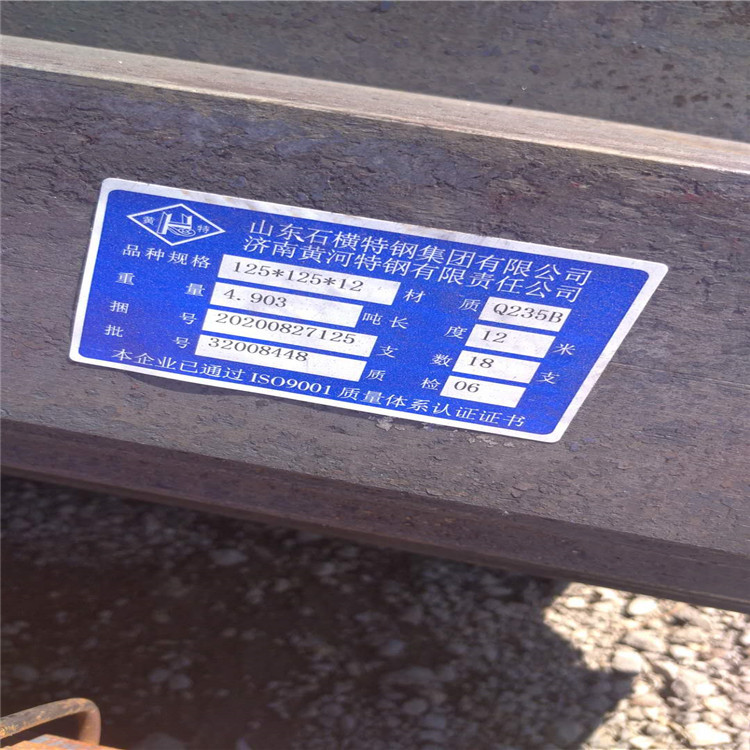 黄 特
山东石横特钢集团有限公司
济南黄河特钢有限责任公司
品种规格 125*125*12 材质 Q235B
重量 4.903 吨 长度 12 米
捆号 20200827125 支数 18 支
批号 32008448 质检 06
本企业已通过ISO9001质量体系认证证书